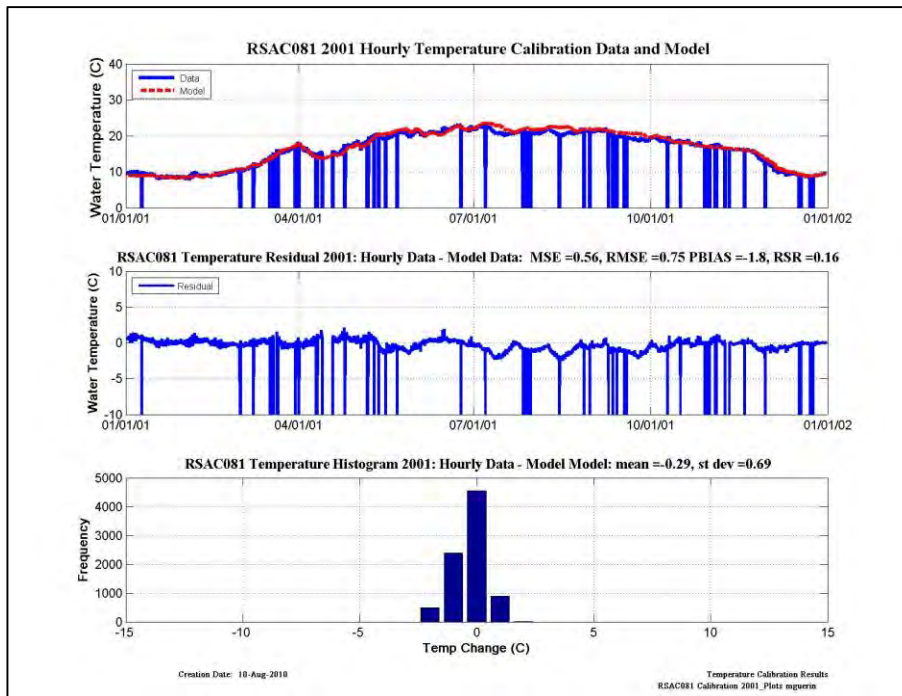 RSAC081 2001 Hourly Temperature Calibration Data and Model
Water Temperature (C)
40
30
20
10
0
Data
Model
01/01/01
04/01/01
07/01/01
10/01/01
01/01/02
RSAC081 Temperature Residual 2001: Hourly Data - Model Data: MSE =0.56, RMSE =0.75 PBIAS =-1.8, RSR =0.16
Water Temperature (C)
10
5
0
-5
-10
Residual
01/01/01
04/01/01
07/01/01
10/01/01
01/01/02
RSAC081 Temperature Histogram 2001: Hourly Data - Model Model: mean =-0.29, st dev =0.69
Frequency
5000
4000
3000
2000
1000
0
-15
-10
-5
0
5
10
15
Temp Change (C)
Creation Date: 10-Aug-2010
Temperature Calibration Results
RSAC081 Calibration 2001_Plots mguerin